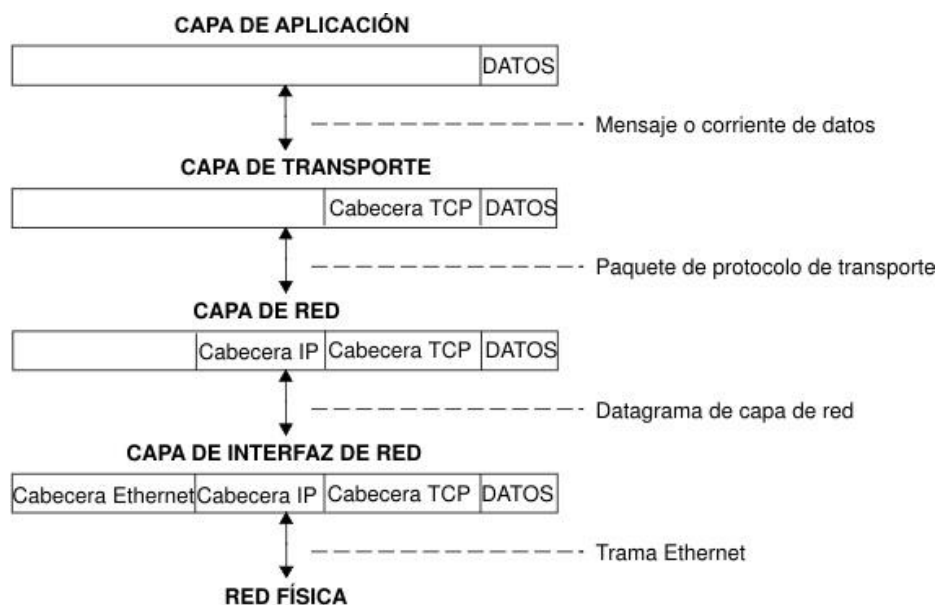 CAPA DE APLICACIÓN
DATOS
Mensaje o corriente de datos
CAPA DE TRANSPORTE
Cabecera TCP DATOS
Paquete de protocolo de transporte
CAPA DE RED
Cabecera IP Cabecera TCP DATOS
Datagrama de capa de red
CAPA DE INTERFAZ DE RED
Cabecera Ethernet Cabecera IP Cabecera TCP DATOS
Trama Ethernet
RED FÍSICA